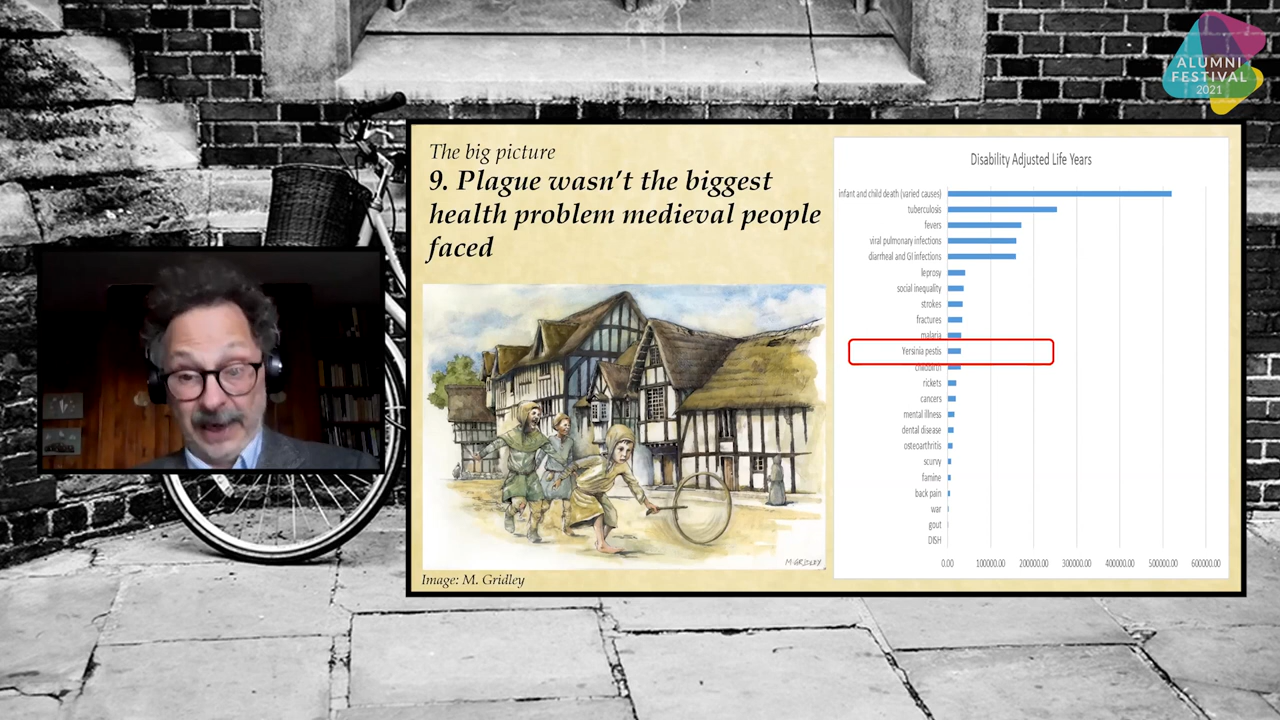 ALUMNI
FESTIVAL
2021
The big picture
9. Plague wasn't the biggest
health problem medieval people
faced
M·GRIDLEY
Image: M. Gridley
Disability Adjusted Life Years
infant and child death (varied causes)
tuberculosis
fevers
viral pulmonary infections
diarrheal and GI infections
leprosy
social inequality
strokes
fractures
malaria
Yersinia pestis
childbirth
rickets
cancers
mental illness
dental disease
osteoarthritis
scurvy
famine
back pain
war
gout
DISH
0.00 100000.00 200000.00 300000.00 400000.00 500000.00 600000.00